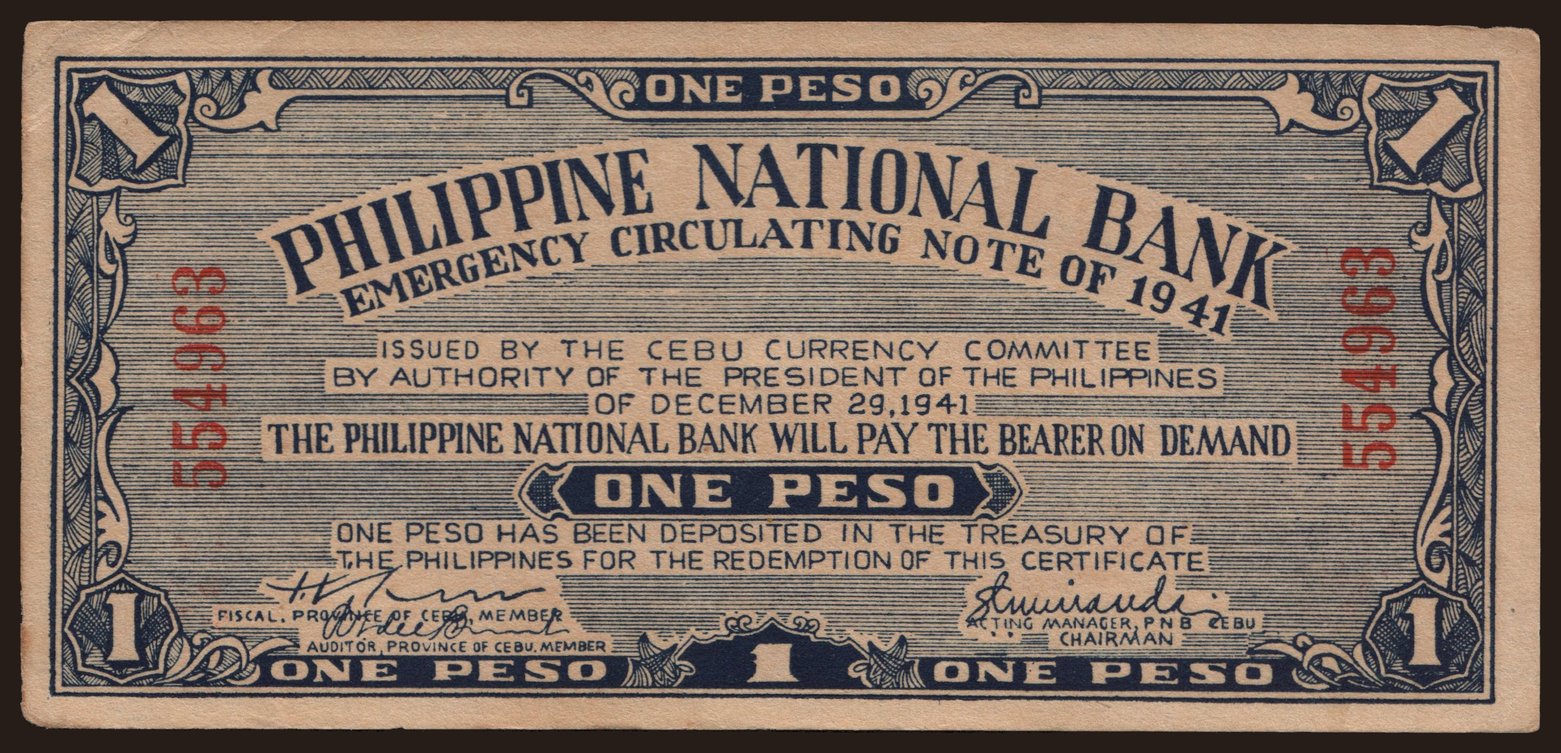 ONE PESO
1 1
PHILIPPINE NATIONAL BANK
EMERGENCY CIRCULATING NOTE OF 1941
554963 554963
ISSUED BY THE CEBU CURRENCY COMMITTEE
BY AUTHORITY OF THE PRESIDENT OF THE PHILIPPINES
OF DECEMBER 29, 1941
THE PHILIPPINE NATIONAL BANK WILL PAY THE BEARER ON DEMAND
ONE PESO
ONE PESO HAS BEEN DEPOSITED IN THE TREASURY OF
THE PHILIPPINES FOR THE REDEMPTION OF THIS CERTIFICATE
FISCAL, PROVINCE OF CEBU, MEMBER
AUDITOR, PROVINCE OF CEBU, MEMBER
ACTING MANAGER, PNB CEBU
CHAIRMAN
1 ONE PESO 1 ONE PESO 1